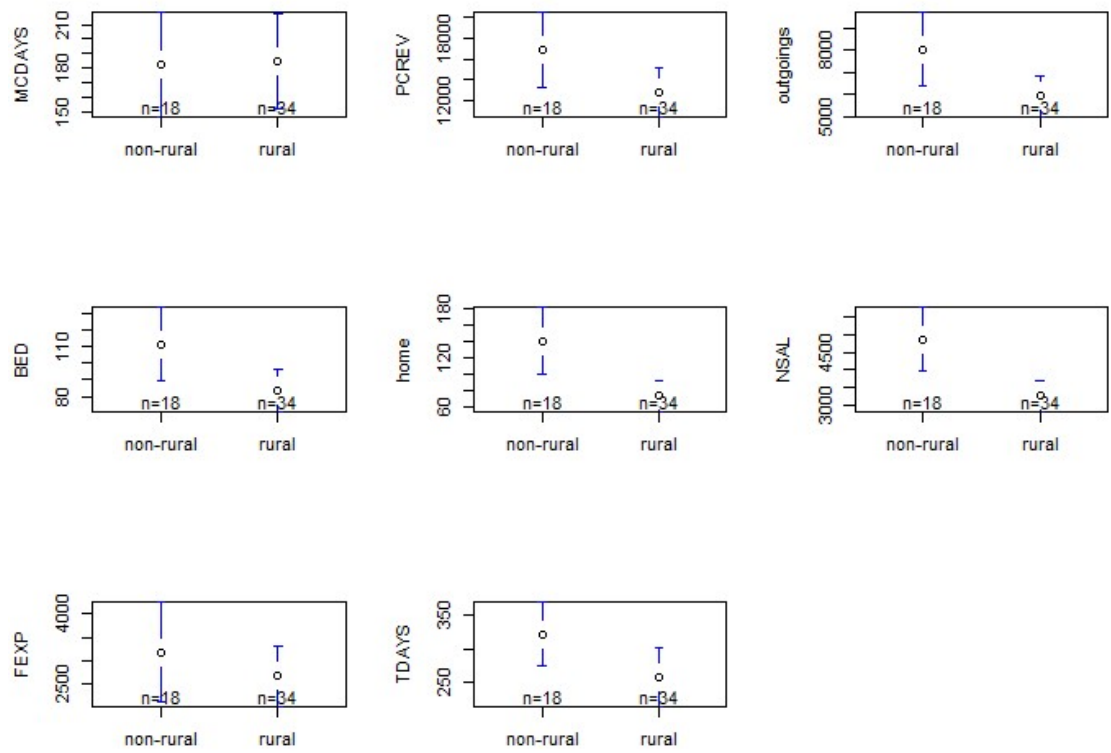 MCDAYS
150 180 210
n=18 n=34
non-rural rural
PCREV
12000 18000
n=18 n=34
non-rural rural
outgoings
5000 8000
n=18 n=34
non-rural rural
BED
80 110
n=18 n=34
non-rural rural
home
60 120 180
n=18 n=34
non-rural rural
NSAL
3000 4500
n=18 n=34
non-rural rural
FEXP
2500 4000
n=18 n=34
non-rural rural
TDAYS
250 350
n=18 n=34
non-rural rural